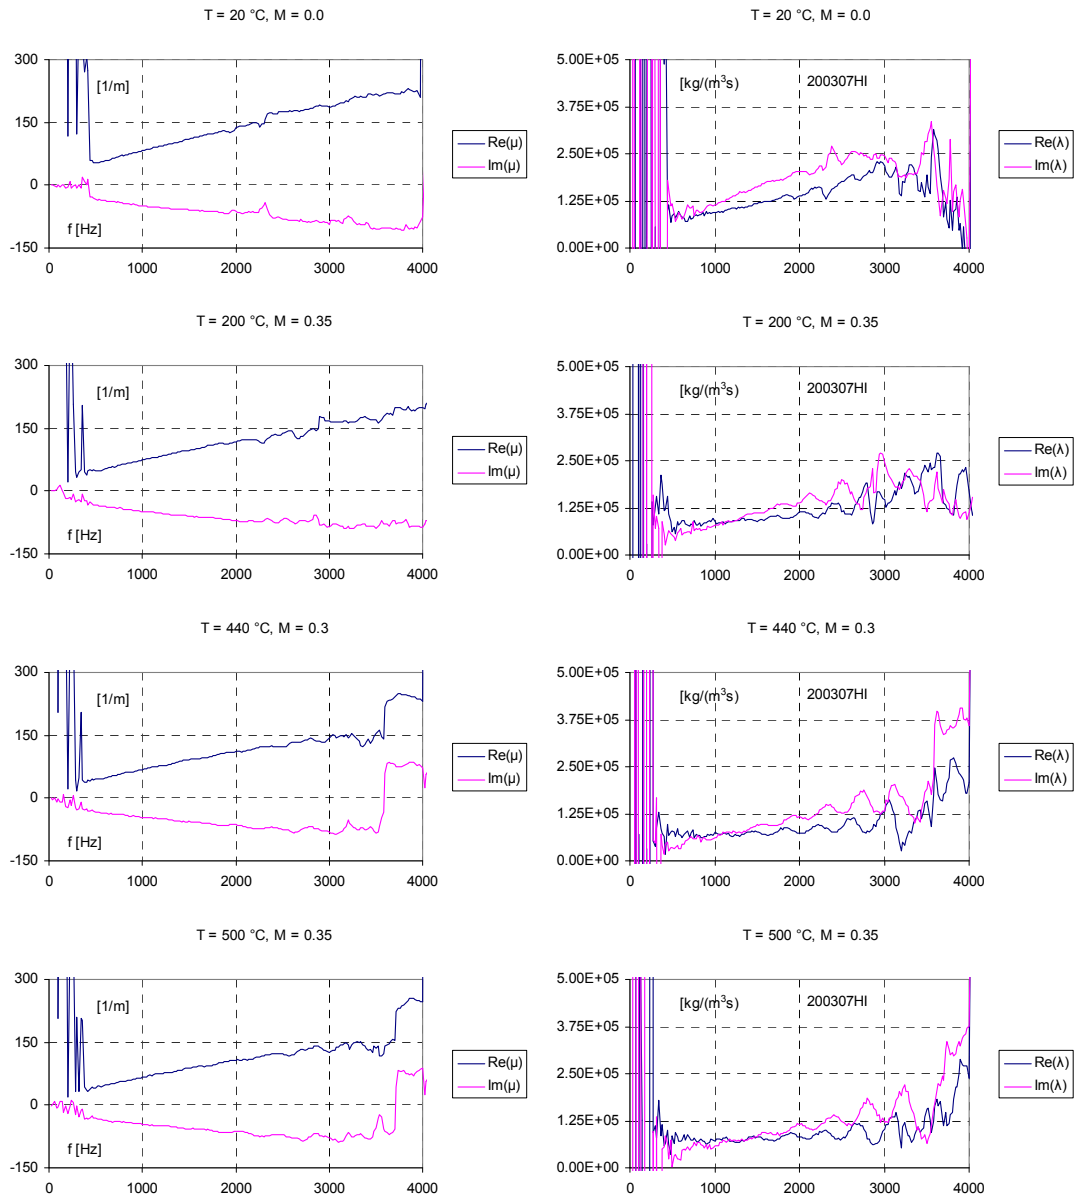 T = 20 °C, M = 0.0
300
150
0
-150
[1/m]
f [Hz]
0 1000 2000 3000 4000
Re(μ)
Im(μ)
T = 20 °C, M = 0.0
5.00E+05
3.75E+05
2.50E+05
1.25E+05
0.00E+00
[kg/(m³s) 200307HI
0 1000 2000 3000 4000
Re(λ)
Im(λ)
T = 200 °C, M = 0.35
300
150
0
-150
[1/m]
f [Hz]
0 1000 2000 3000 4000
Re(μ)
Im(μ)
T = 200 °C, M = 0.35
5.00E+05
3.75E+05
2.50E+05
1.25E+05
0.00E+00
[kg/(m³s) 200307HI
0 1000 2000 3000 4000
Re(λ)
Im(λ)
T = 440 °C, M = 0.3
300
150
0
-150
[1/m]
f [Hz]
0 1000 2000 3000 4000
Re(μ)
Im(μ)
T = 440 °C, M = 0.3
5.00E+05
3.75E+05
2.50E+05
1.25E+05
0.00E+00
[kg/(m³s) 200307HI
0 1000 2000 3000 4000
Re(λ)
Im(λ)
T = 500 °C, M = 0.35
300
150
0
-150
[1/m]
f [Hz]
0 1000 2000 3000 4000
Re(μ)
Im(μ)
T = 500 °C, M = 0.35
5.00E+05
3.75E+05
2.50E+05
1.25E+05
0.00E+00
[kg/(m³s) 200307HI
0 1000 2000 3000 4000
Re(λ)
Im(λ)